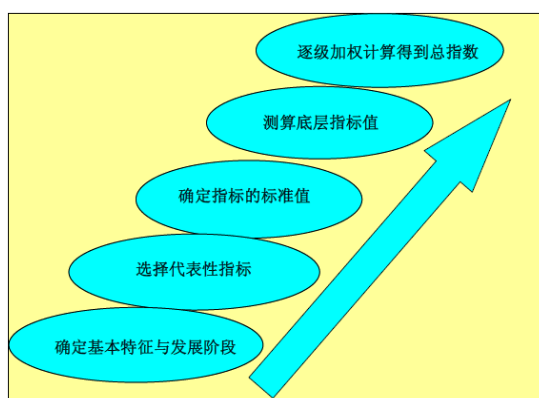 逐级加权计算得到总指数
测算底层指标值
确定指标的标准值
选择代表性指标
确定基本特征与发展阶段